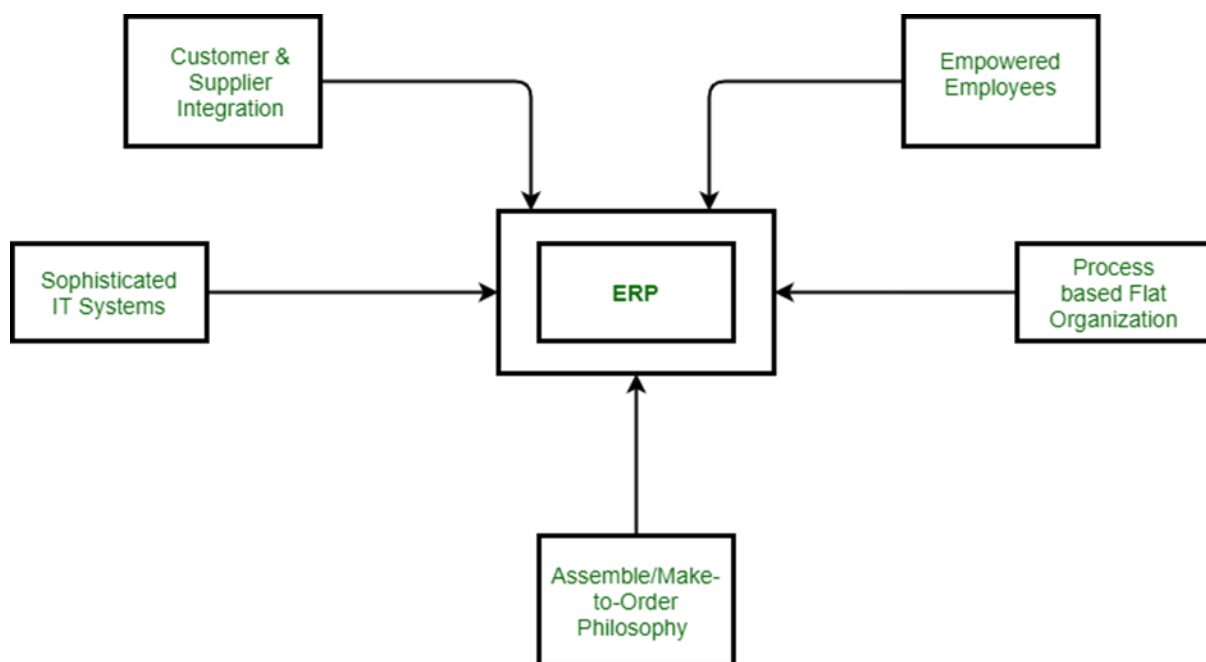 Customer &
Supplier
Integration
Empowered
Employees
Sophisticated
IT Systems
ERP
Process
based Flat
Organization
Assemble/Make-
to-Order
Philosophy